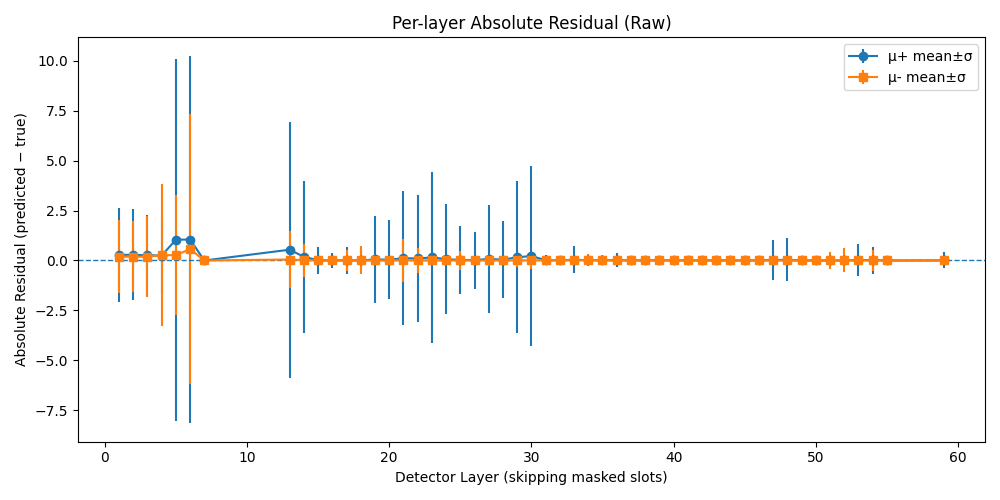 Per-layer Absolute Residual (Raw)
μ+ mean±σ
μ- mean±σ
Absolute Residual (predicted − true)
10.0
7.5
5.0
2.5
0.0
−2.5
−5.0
−7.5
0 10 20 30 40 50 60
Detector Layer (skipping masked slots)